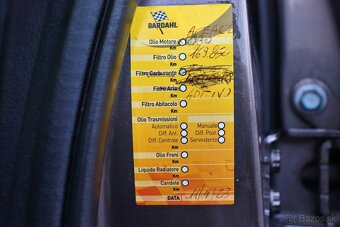 BARDAHL
Olio Motore
Km
Filtro Olio
Km
Filtro Carburante
Km
Filtro Aria
Km
Filtro Abitacolo
Km
Olio Trasmissioni
Automatico Manuale
Diff. Ant. Diff. Post
Diff. Centrale Servosterzo
Km
Olio Freni
Km
Liquido Radiatore
Km
Candele
Km
DATA
© Bazos.sk